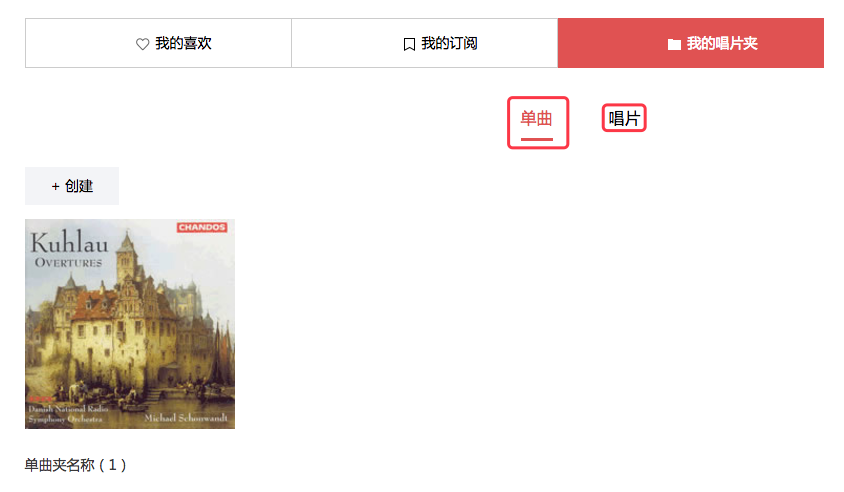 我的喜欢
我的订阅
我的唱片夹
单曲
唱片
+ 创建
CHANDOS
Kuhlau
OVERTURES
Danish National Radio
Symphony Orchestra
Michael Schønwandt
单曲夹名称（1）